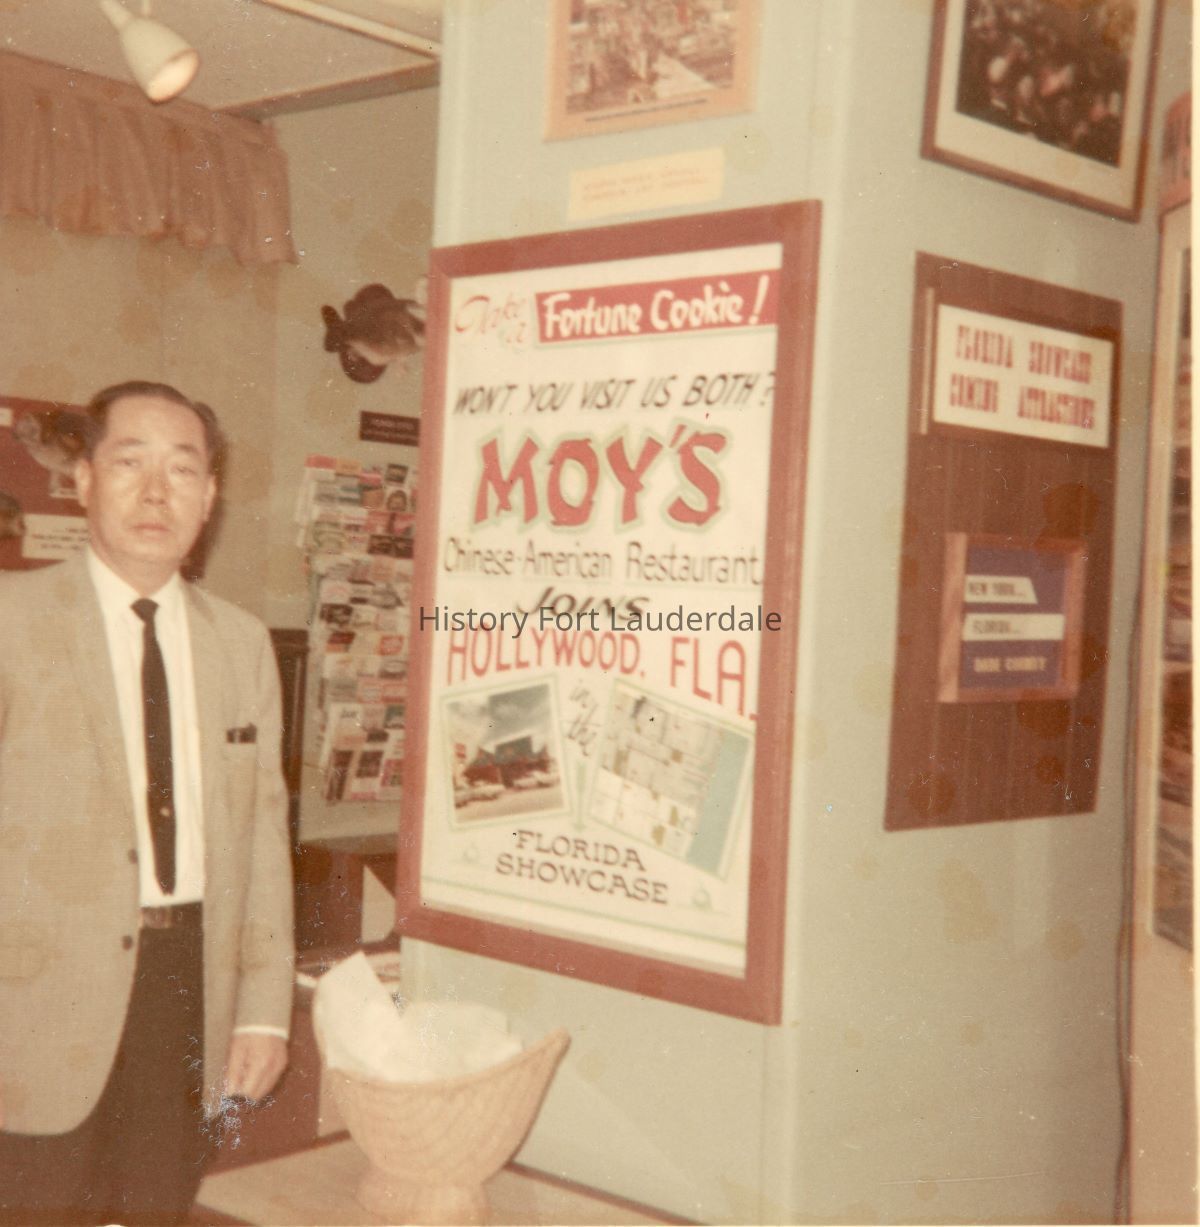 Take
a
Fortune Cookie!
WON'T YOU VISIT US BOTH?
MOY'S
Chinese-American Restaurant
JOINS
HOLLYWOOD. FLA.
in
the
FLORIDA
SHOWCASE
FLORIDA SHOWCASE
COMING ATTRACTIONS
NEW YORK...
FLORIDA...
DADE COUNTY
History Fort Lauderdale